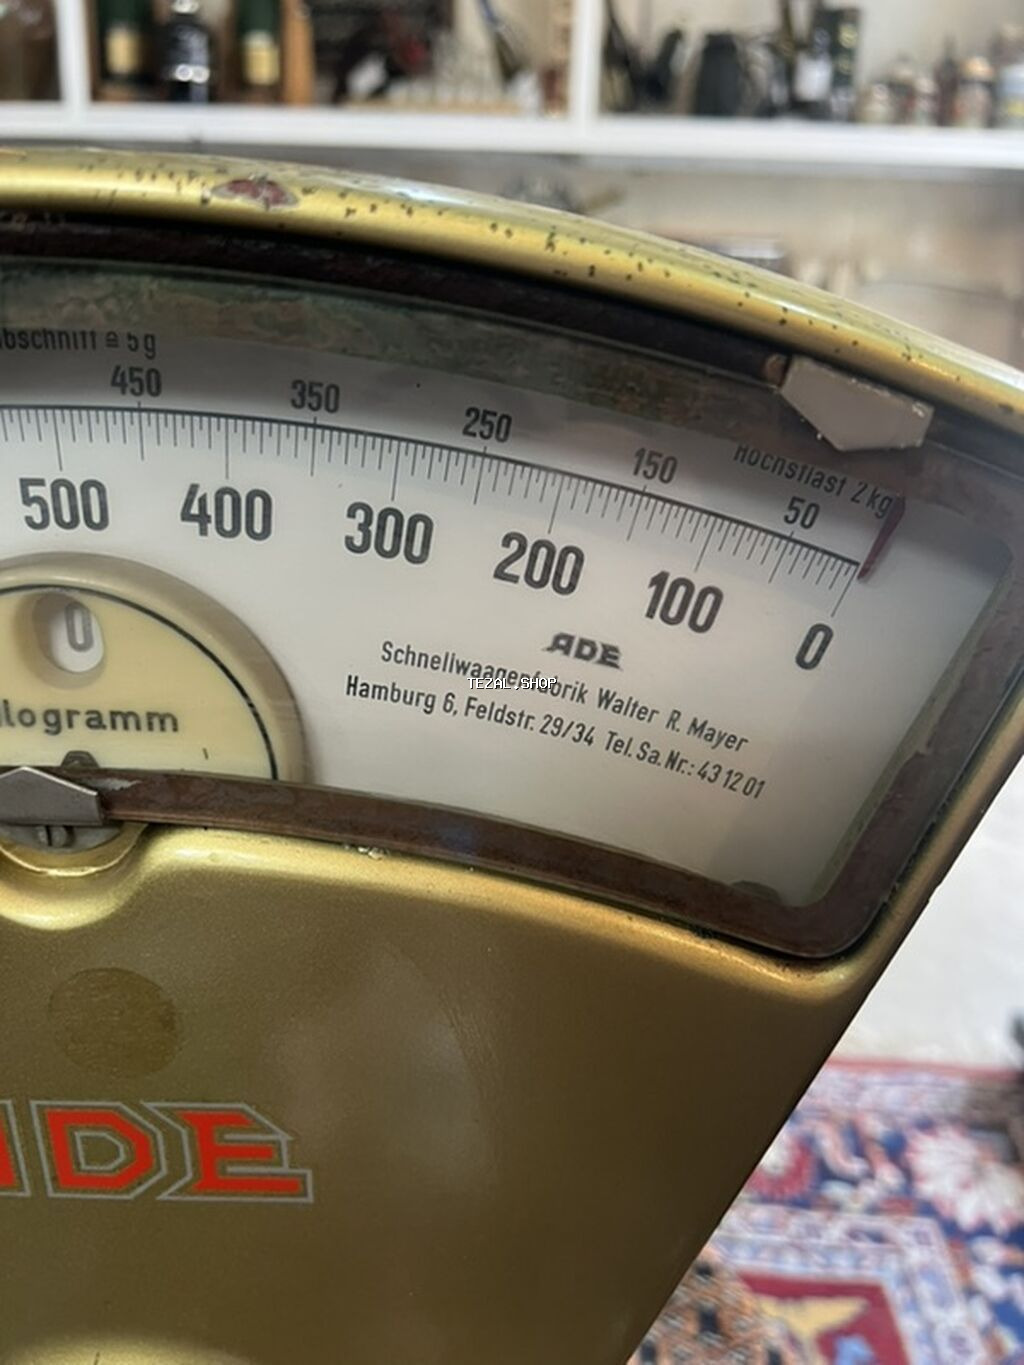 abschnitt ≙ 5 g
450 350 250 150 50
Höchstlast 2 kg
500 400 300 200 100 0
ADE
Schnellwaagenfabrik Walter R. Mayer
Hamburg 6, Feldstr. 29/34 Tel. Sa. Nr.: 43 12 01
TEZAL.SHOP
0
logramm
DE